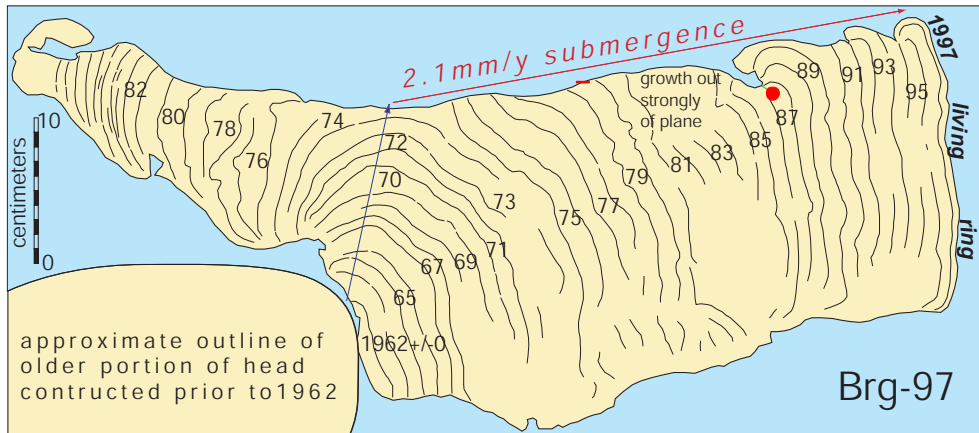 1997
2.1mm/y submergence
growth out
strongly
of plane
89
91
93
95
living
ring
82
80
78
76
74
72
70
73
71
69
67
65
1962+/-0
75
77
79
81
83
85
87
10
0
centimeters
approximate outline of
older portion of head
contructed prior to1962
Brg-97